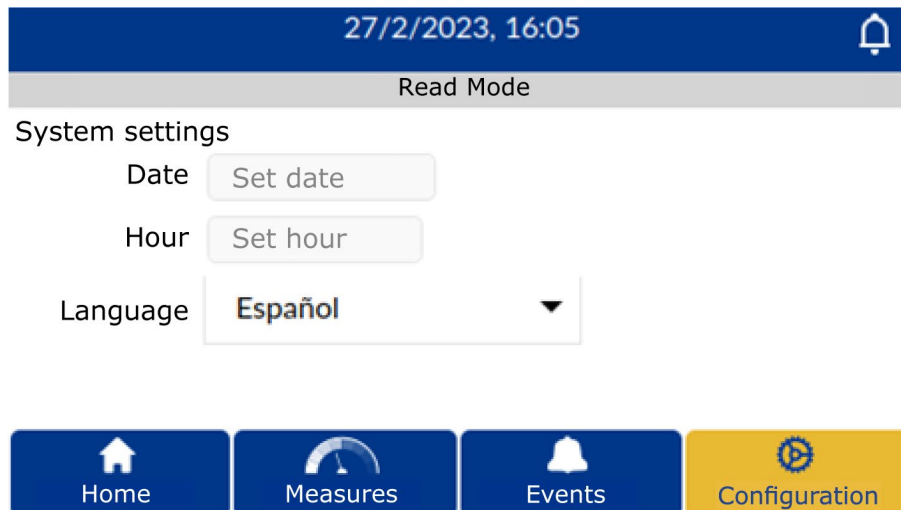 27/2/2023, 16:05
Read Mode
System settings
Date Set date
Hour Set hour
Language Español
Home Measures Events Configuration